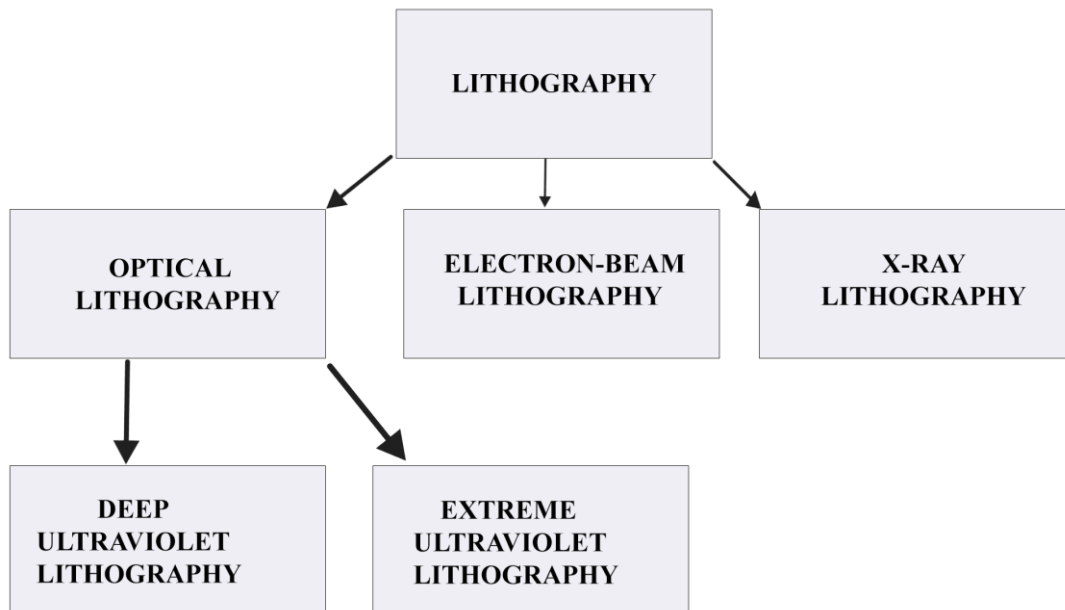 LITHOGRAPHY
OPTICAL
LITHOGRAPHY
ELECTRON-BEAM
LITHOGRAPHY
X-RAY
LITHOGRAPHY
DEEP
ULTRAVIOLET
LITHOGRAPHY
EXTREME
ULTRAVIOLET
LITHOGRAPHY